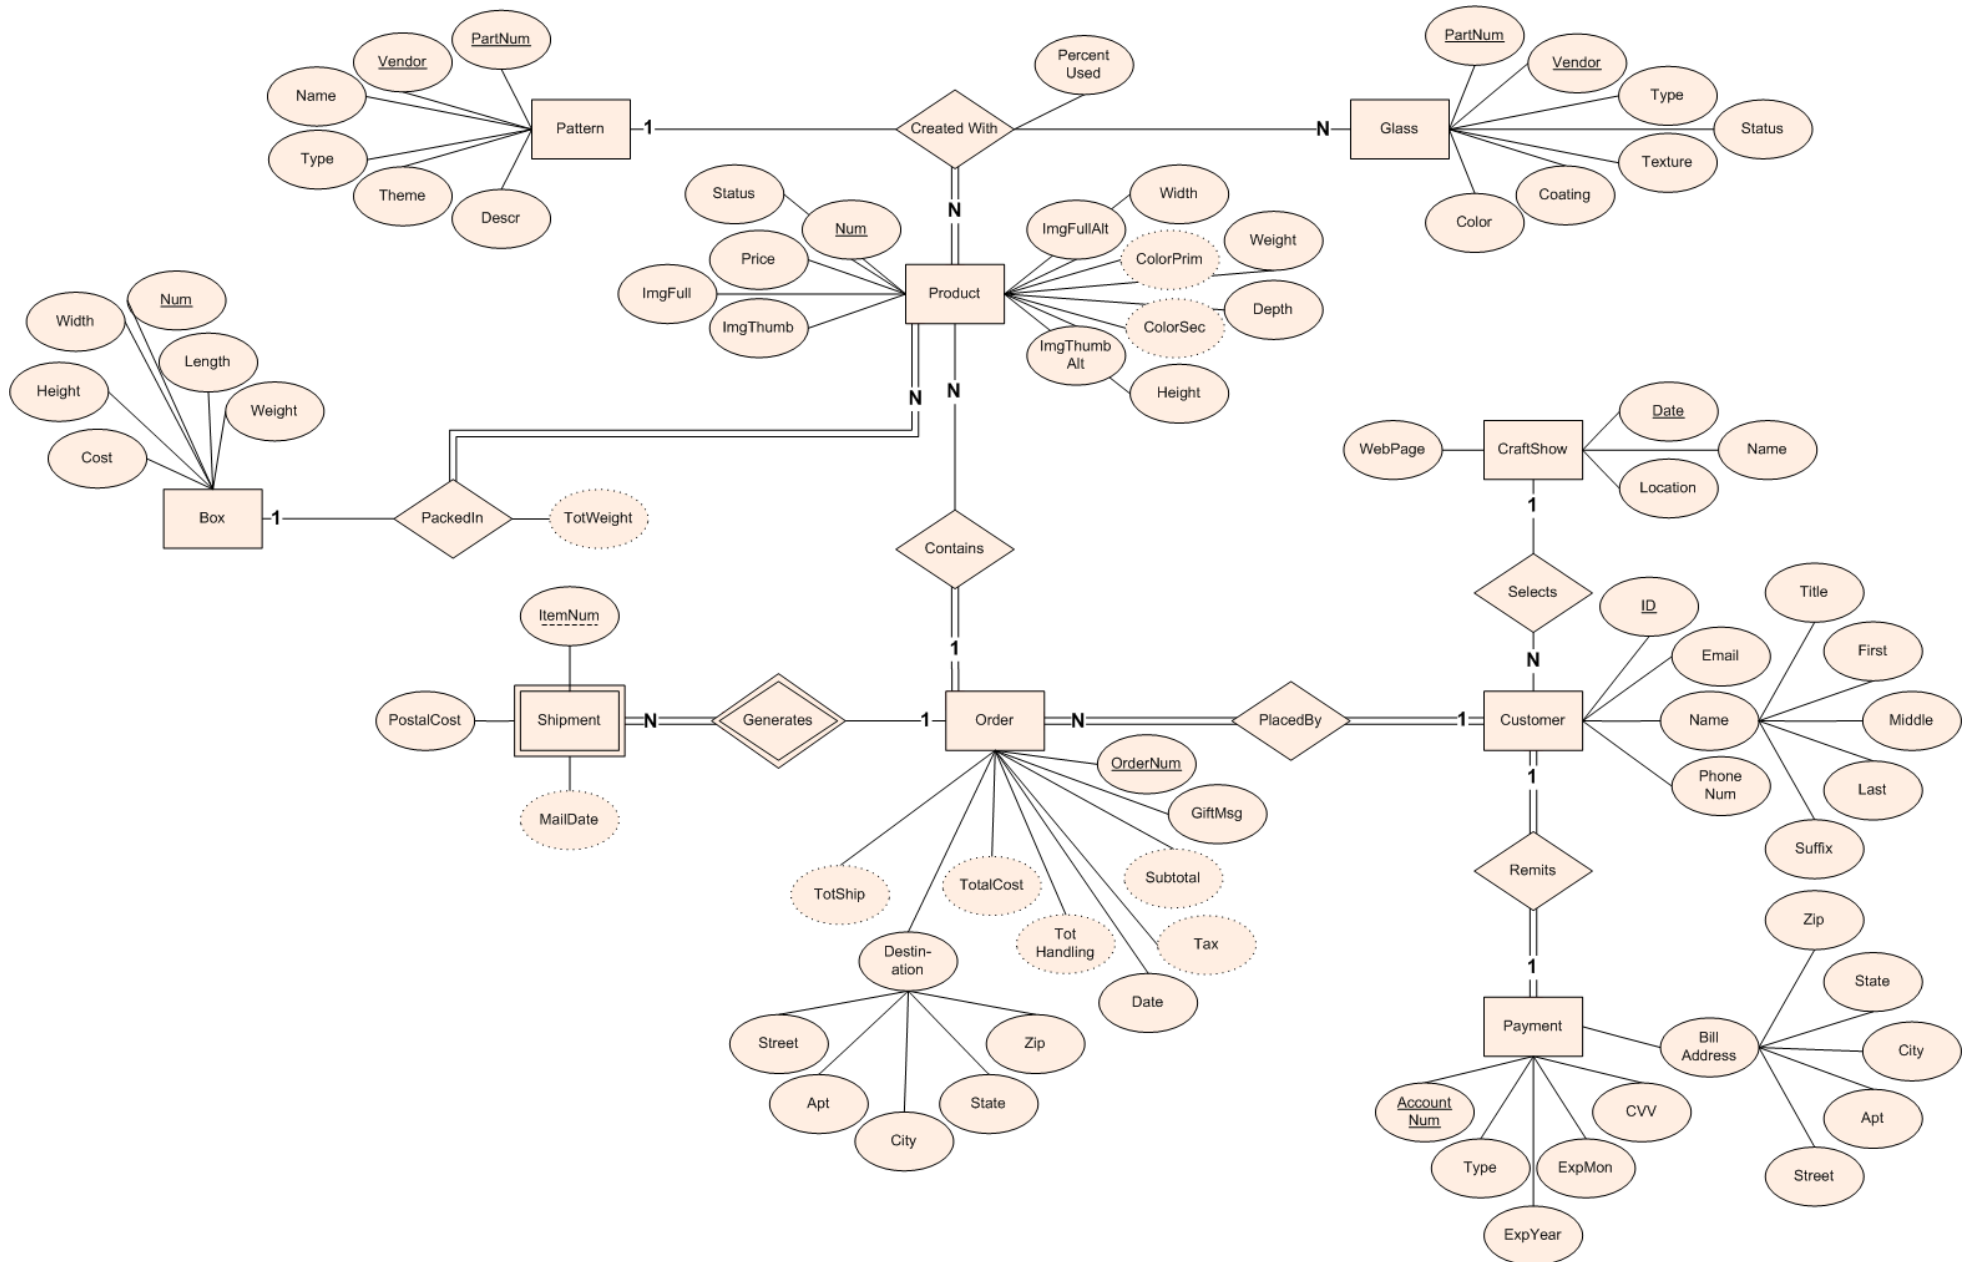 PartNum
Vendor
Name
Type
Theme
Descr
Pattern
1
Created With
Percent
Used
N
Glass
PartNum
Vendor
Type
Status
Texture
Coating
Color
N
Status
Num
Price
ImgFull
ImgThumb
Product
ImgFullAlt
Width
ColorPrim
Weight
Depth
ColorSec
ImgThumb
Alt
Height
N
N
Num
Width
Length
Height
Weight
Cost
Box
1
PackedIn
TotWeight
Contains
1
WebPage
CraftShow
Date
Name
Location
1
Selects
N
ItemNum
PostalCost
Shipment
MailDate
N
Generates
1
Order
N
PlacedBy
1
Customer
ID
Email
Name
Phone
Num
Title
First
Middle
Last
Suffix
OrderNum
GiftMsg
Subtotal
TotShip
TotalCost
Tot
Handling
Tax
Date
Destin-
ation
Street
Apt
City
State
Zip
1
Remits
1
Payment
Bill
Address
Zip
State
City
Apt
Street
Account
Num
Type
ExpYear
ExpMon
CVV